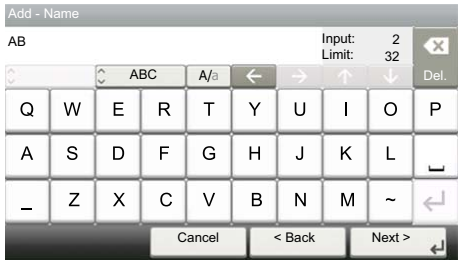 Add - Name
AB
Input: 2
Limit: 32
ABC A/a Del.
Q W E R T Y U I O P
A S D F G H J K L
_ Z X C V B N M ~
Cancel < Back Next >